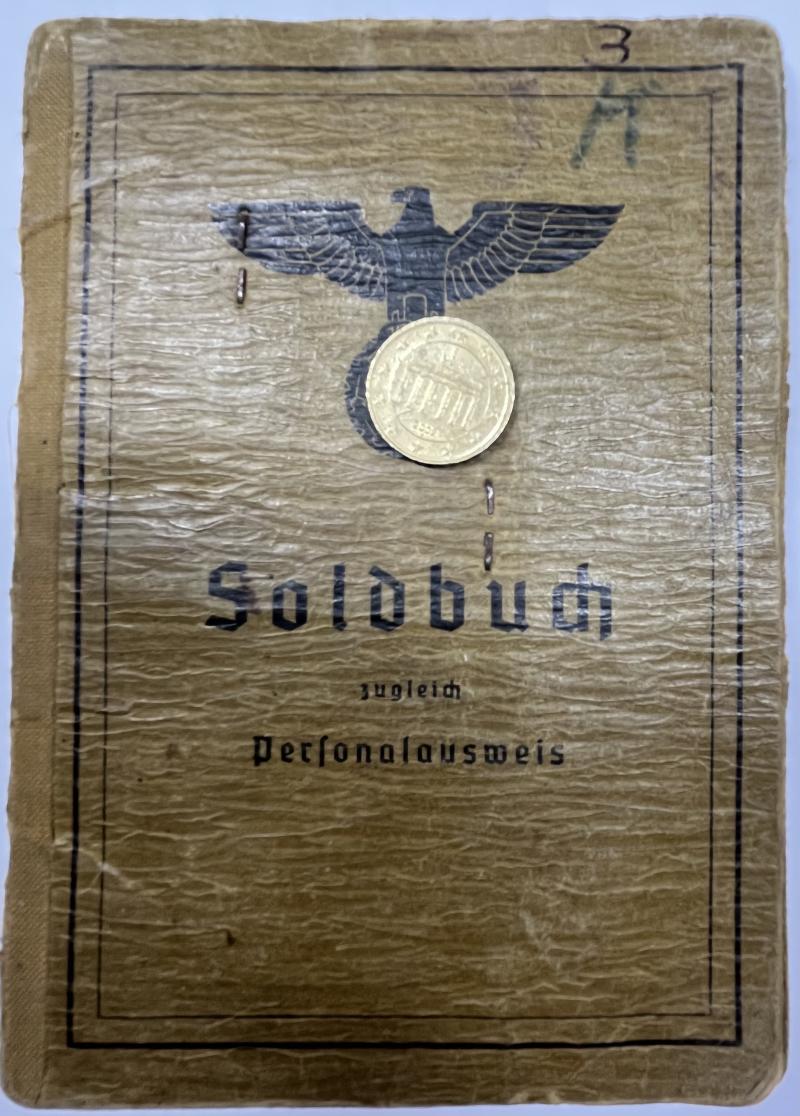 3
Soldbuch
zugleich
Personalausweis